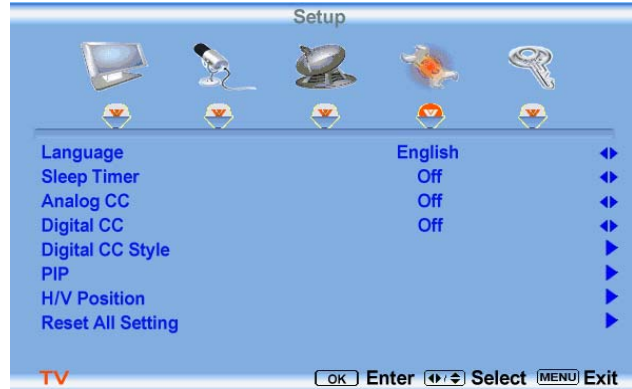 Setup
Language English
Sleep Timer Off
Analog CC Off
Digital CC Off
Digital CC Style
PIP
H/V Position
Reset All Setting
TV OK Enter Select MENU Exit